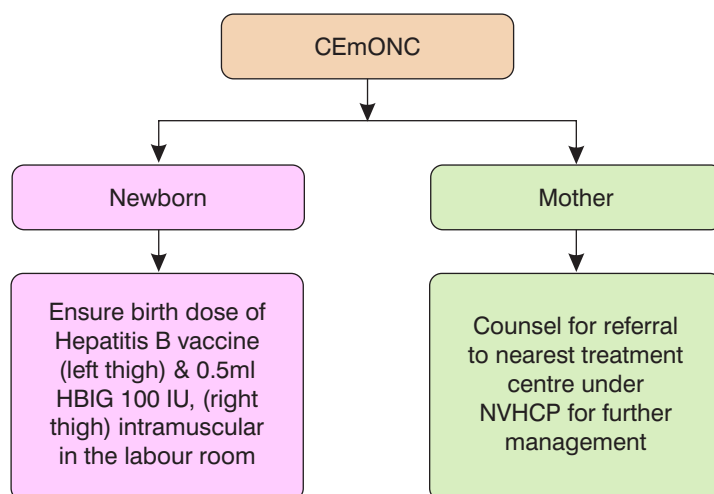 CEmONC
Newborn
Mother
Ensure birth dose of
Hepatitis B vaccine
(left thigh) & 0.5ml
HBIG 100 IU, (right
thigh) intramuscular
in the labour room
Counsel for referral
to nearest treatment
centre under
NVHCP for further
management